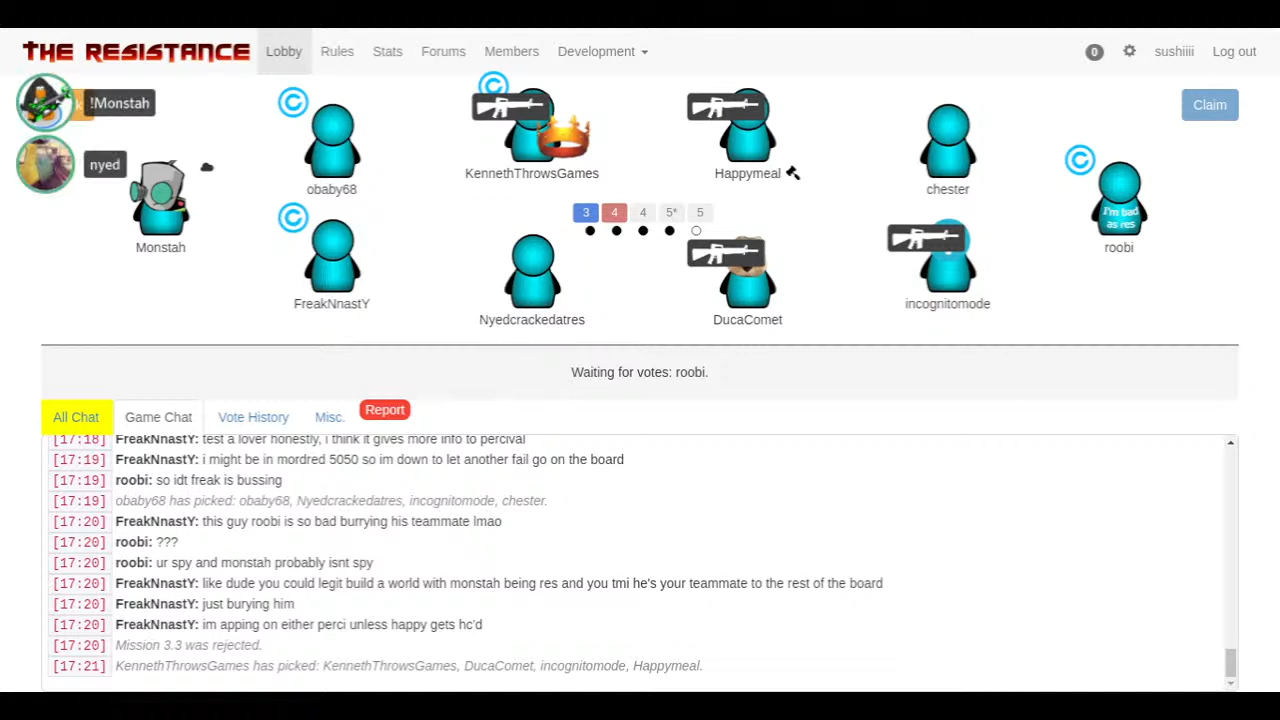 THE RESISTANCE Lobby Rules Stats Forums Members Development 0 sushiiii Log out
!Monstah
Claim
nyed
KennethThrowsGames
Happymeal
obaby68
chester
I'm bad
as res
3 4 4 5* 5
Monstah
roobi
FreakNnastY
incognitomode
Nyedcrackedatres
DucaComet
Waiting for votes: roobi.
All Chat Game Chat Vote History Misc. Report
[17:18] FreakNnastY: test a lover honestly, i think it gives more info to percival
[17:19] FreakNnastY: i might be in mordred 5050 so im down to let another fail go on the board
[17:19] roobi: so idt freak is bussing
[17:19] obaby68 has picked: obaby68, Nyedcrackedatres, incognitomode, chester.
[17:20] FreakNnastY: this guy roobi is so bad burrying his teammate lmao
[17:20] roobi: ???
[17:20] roobi: ur spy and monstah probably isnt spy
[17:20] FreakNnastY: like dude you could legit build a world with monstah being res and you tmi he's your teammate to the rest of the board
[17:20] FreakNnastY: just burying him
[17:20] FreakNnastY: im apping on either perci unless happy gets hc'd
[17:20] Mission 3.3 was rejected.
[17:21] KennethThrowsGames has picked: KennethThrowsGames, DucaComet, incognitomode, Happymeal.